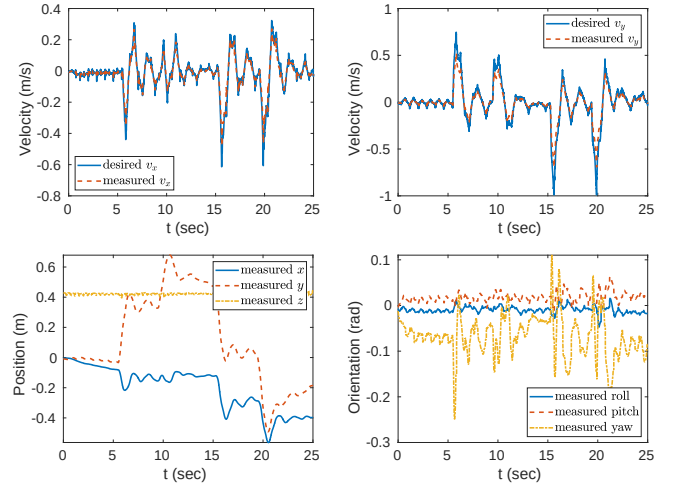 0.4
0.2
0
-0.2
-0.4
-0.6
-0.8
Velocity (m/s)
desired v_x
measured v_x
0 5 10 15 20 25
t (sec)
1
0.5
0
-0.5
-1
Velocity (m/s)
desired v_y
measured v_y
0 5 10 15 20 25
t (sec)
0.6
0.4
0.2
0
-0.2
-0.4
Position (m)
measured x
measured y
measured z
0 5 10 15 20 25
t (sec)
0.1
0
-0.1
-0.2
-0.3
Orientation (rad)
measured roll
measured pitch
measured yaw
0 5 10 15 20 25
t (sec)